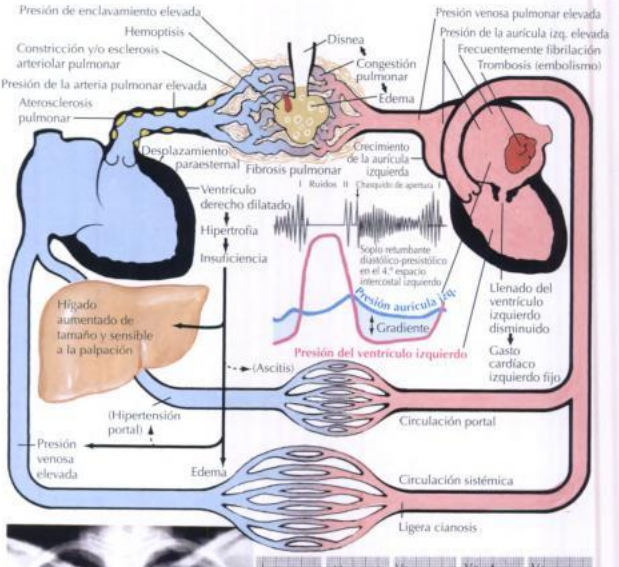 Presión de enclavamiento elevada
Hemoptisis
Constricción y/o esclerosis
arteriolar pulmonar
Presión de la arteria pulmonar elevada
Aterosclerosis
pulmonar
Disnea
Congestión
pulmonar
Edema
Presión venosa pulmonar elevada
Presión de la aurícula izq. elevada
Frecuentemente fibrilación
Trombosis (embolismo)
Desplazamiento
paraesternal
Fibrosis pulmonar
Crecimiento
de la aurícula
izquierda
Ventrículo
derecho dilatado
Hipertrofia
Insuficiencia
I Ruidos II Chasquido de apertura I
Soplo retumbante
diastólico-presistólico
en el 4.º espacio
intercostal izquierdo
Presión aurícula izq.
Gradiente
Presión del ventrículo izquierdo
Llenado del
ventrículo
izquierdo
disminuido
Gasto
cardíaco
izquierdo fijo
Hígado
aumentado de
tamaño y sensible
a la palpación
(Ascitis)
(Hipertensión
portal)
Circulación portal
Presión
venosa
elevada
Edema
Circulación sistémica
Ligera cianosis